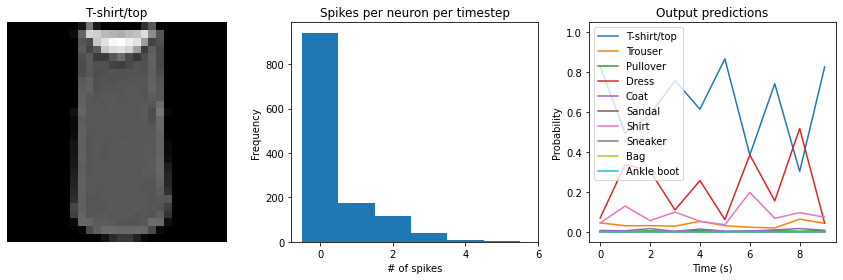 T-shirt/top
Spikes per neuron per timestep
Frequency
800
600
400
200
0
0
2
4
6
# of spikes
Output predictions
Probability
1.0
0.8
0.6
0.4
0.2
0.0
T-shirt/top
Trouser
Pullover
Dress
Coat
Sandal
Shirt
Sneaker
Bag
Ankle boot
0
2
4
6
8
Time (s)